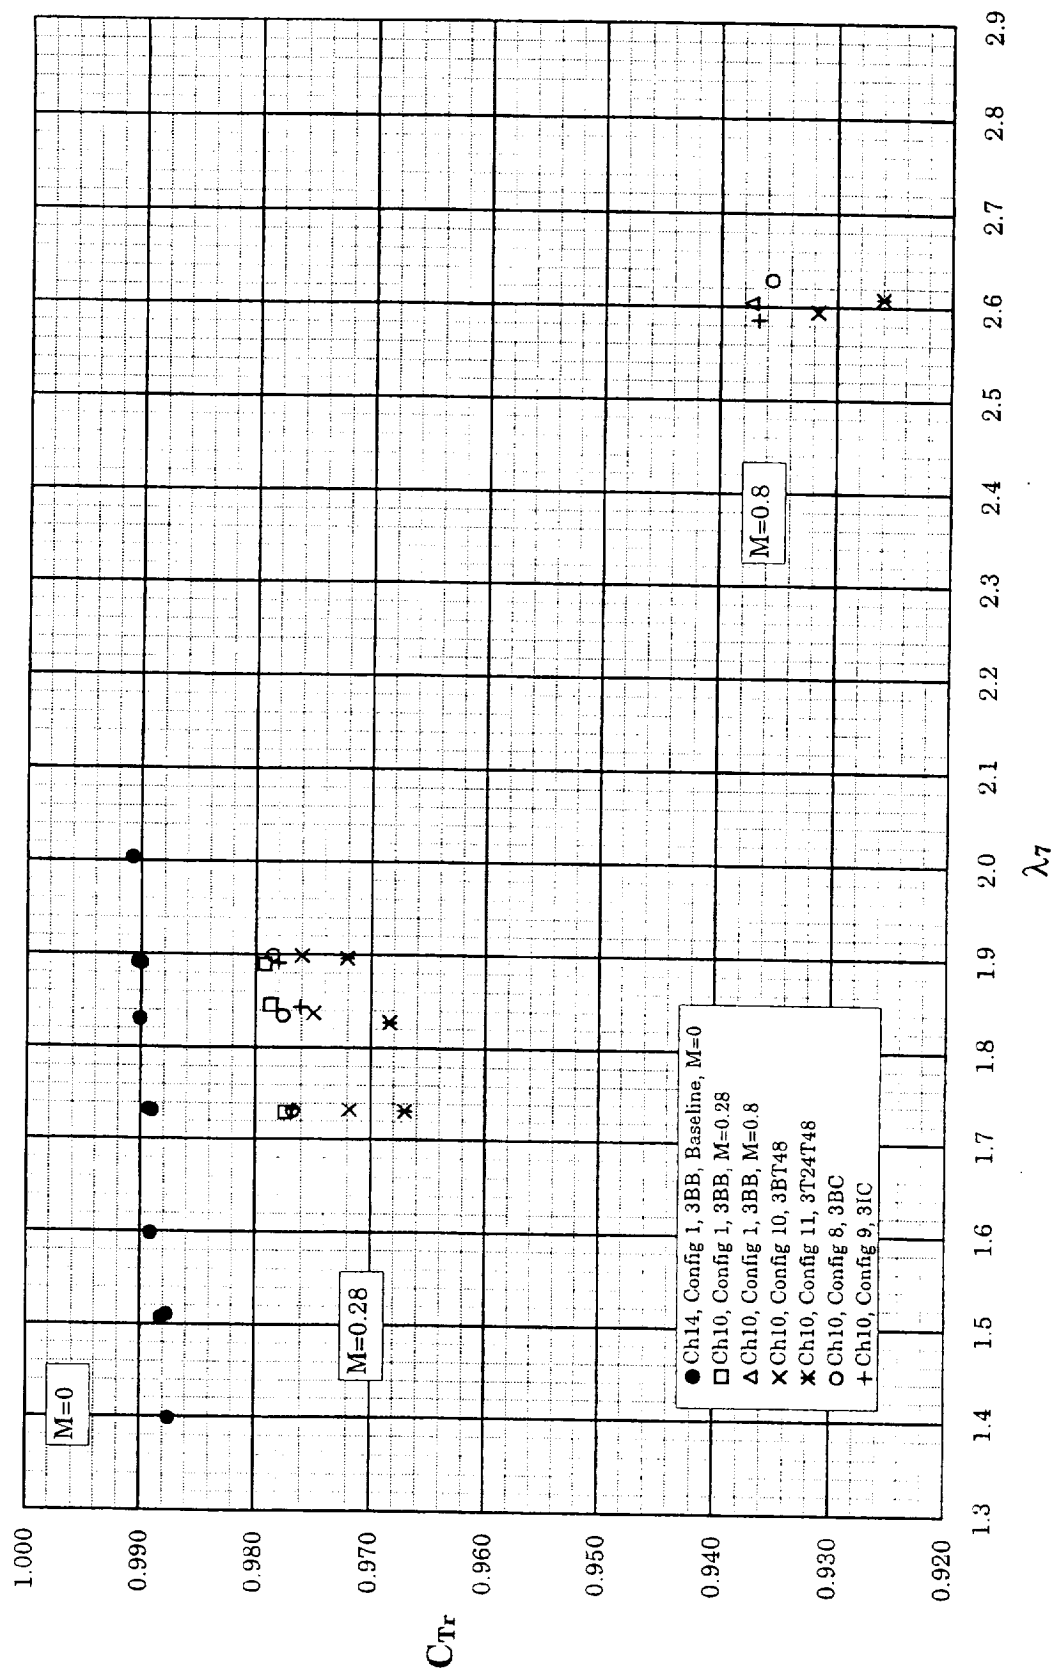 C_Tr
1.000
0.990
0.980
0.970
0.960
0.950
0.940
0.930
0.920
M=0
M=0.28
M=0.8
Ch14, Config 1, 3BB, Baseline, M=0
Ch10, Config 1, 3BB, M=0.28
Ch10, Config 1, 3BB, M=0.8
Ch10, Config 10, 3BT48
Ch10, Config 11, 3T24T48
Ch10, Config 8, 3BC
Ch10, Config 9, 3IC
1.3 1.4 1.5 1.6 1.7 1.8 1.9 2.0 2.1 2.2 2.3 2.4 2.5 2.6 2.7 2.8 2.9
λ7